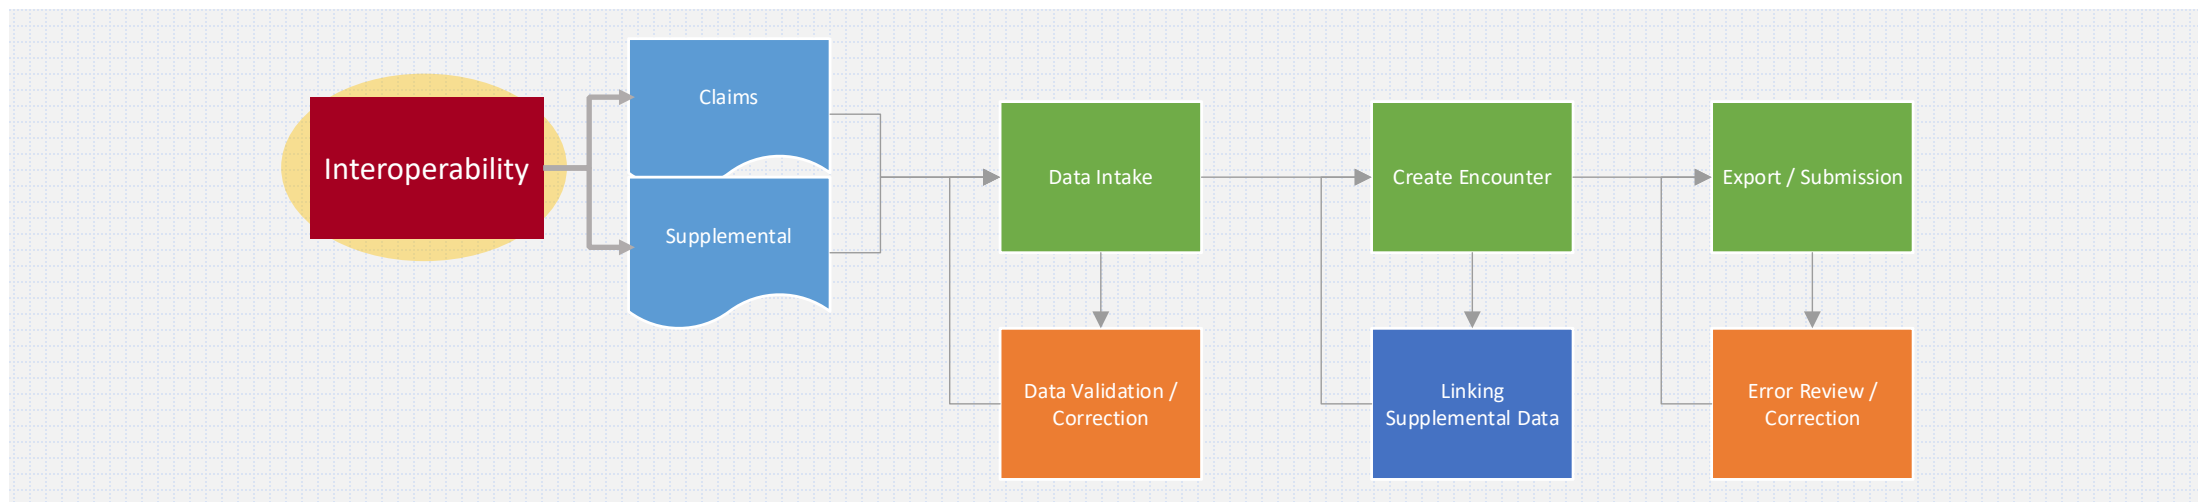 Interoperability
Claims
Supplemental
Data Intake
Create Encounter
Export / Submission
Data Validation /
Correction
Linking
Supplemental Data
Error Review /
Correction